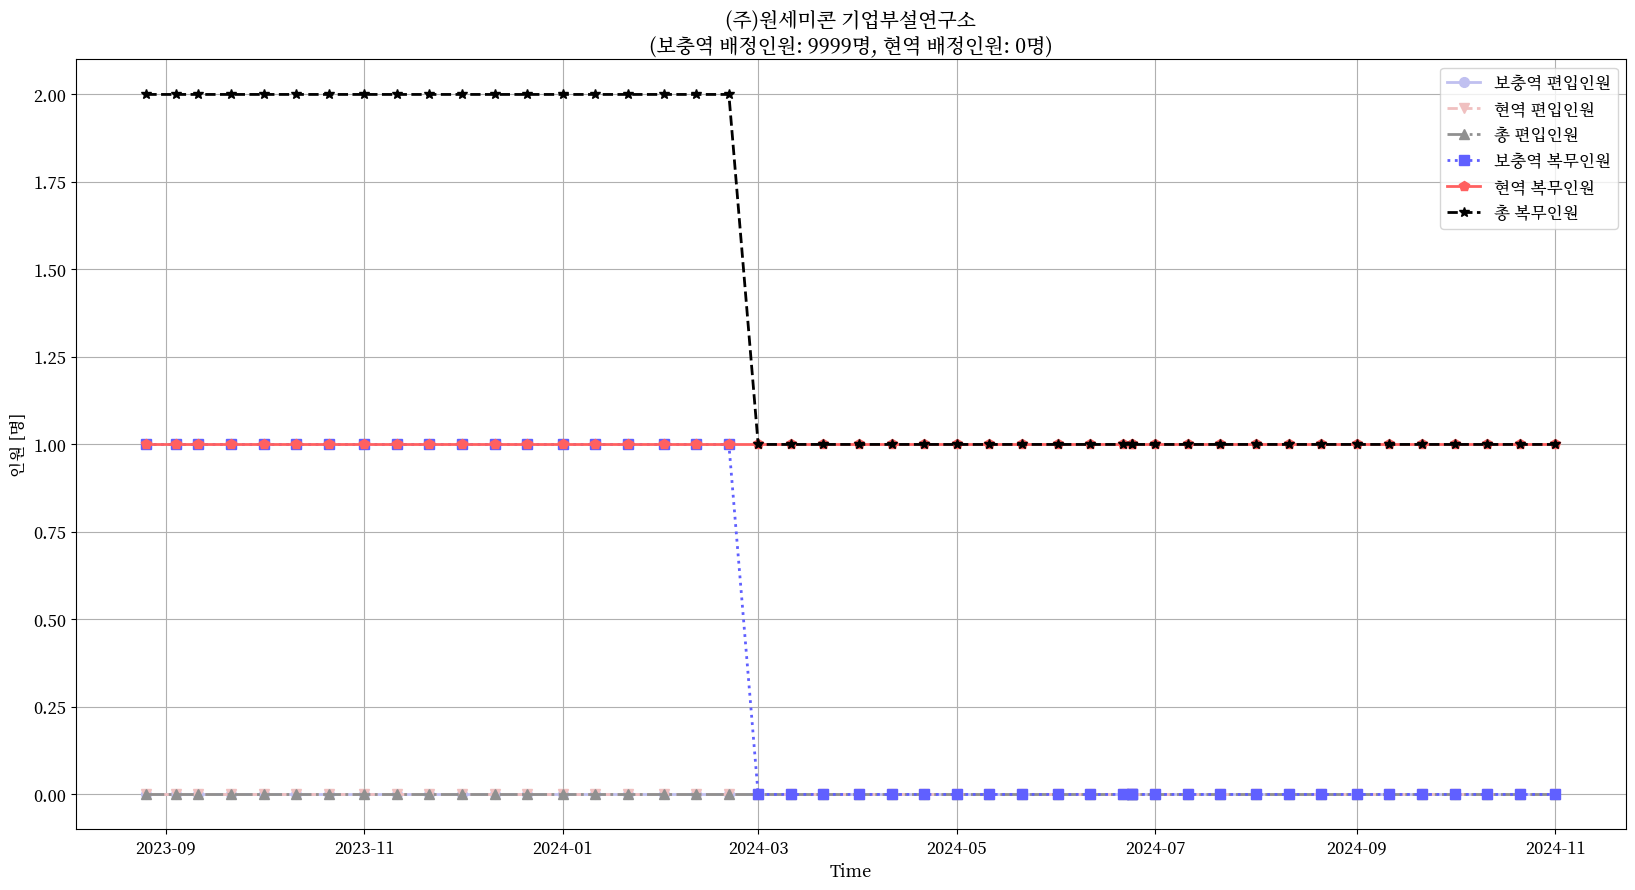 (주)원세미콘 기업부설연구소
(보충역 배정인원: 9999명, 현역 배정인원: 0명)
보충역 편입인원
현역 편입인원
총 편입인원
보충역 복무인원
현역 복무인원
총 복무인원
인원 [명]
2.00
1.75
1.50
1.25
1.00
0.75
0.50
0.25
0.00
2023-09
2023-11
2024-01
2024-03
2024-05
2024-07
2024-09
2024-11
Time